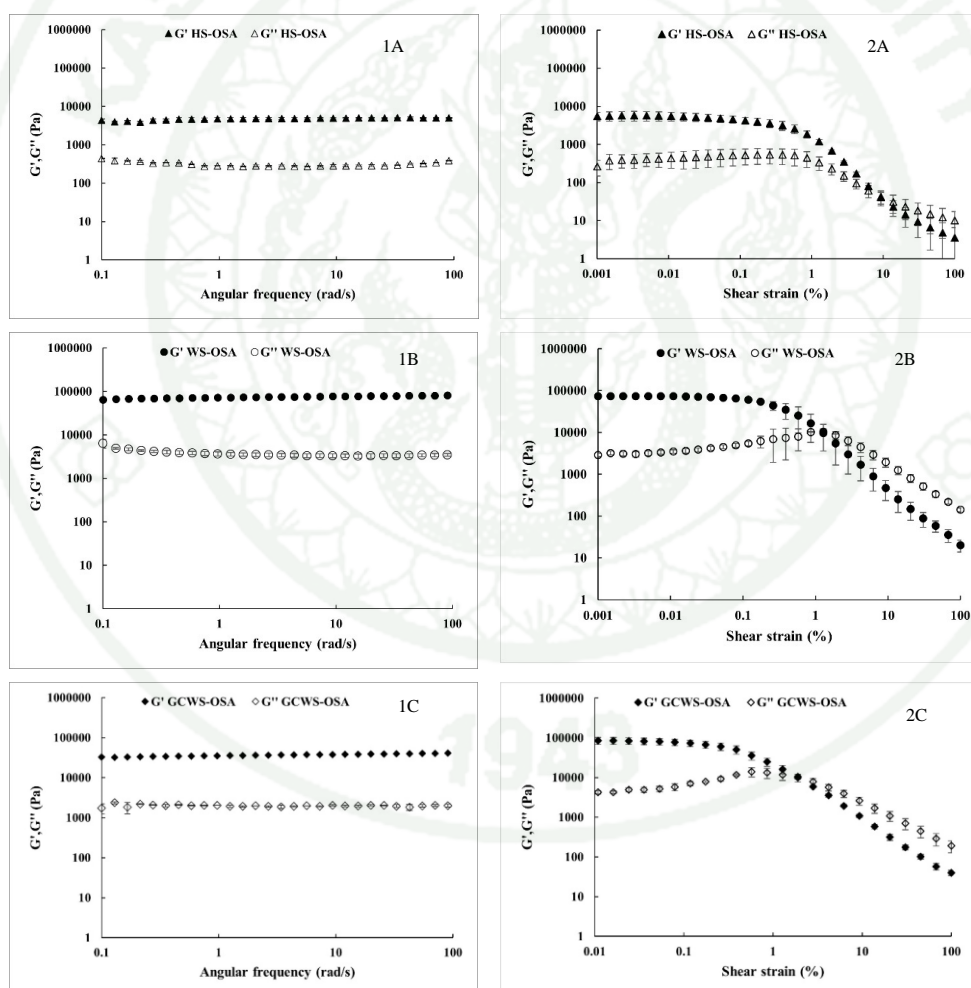 ▲ G' HS-OSA △ G'' HS-OSA
1A
1000000
100000
10000
1000
100
10
1
G',G'' (Pa)
0.1 1 10 100
Angular frequency (rad/s)
▲ G' HS-OSA △ G'' HS-OSA
2A
1000000
100000
10000
1000
100
10
1
G',G'' (Pa)
0.001 0.01 0.1 1 10 100
Shear strain (%)
● G' WS-OSA ○ G'' WS-OSA
1B
1000000
100000
10000
1000
100
10
1
G',G'' (Pa)
0.1 1 10 100
Angular frequency (rad/s)
● G' WS-OSA ○ G'' WS-OSA
2B
1000000
100000
10000
1000
100
10
1
G',G'' (Pa)
0.001 0.01 0.1 1 10 100
Shear strain (%)
◆ G' GCWS-OSA ◇ G'' GCWS-OSA
1C
1000000
100000
10000
1000
100
10
1
G',G'' (Pa)
0.1 1 10 100
Angular frequency (rad/s)
◆ G' GCWS-OSA ◇ G'' GCWS-OSA
2C
1000000
100000
10000
1000
100
10
1
G',G'' (Pa)
0.01 0.1 1 10 100
Shear strain (%)
1943